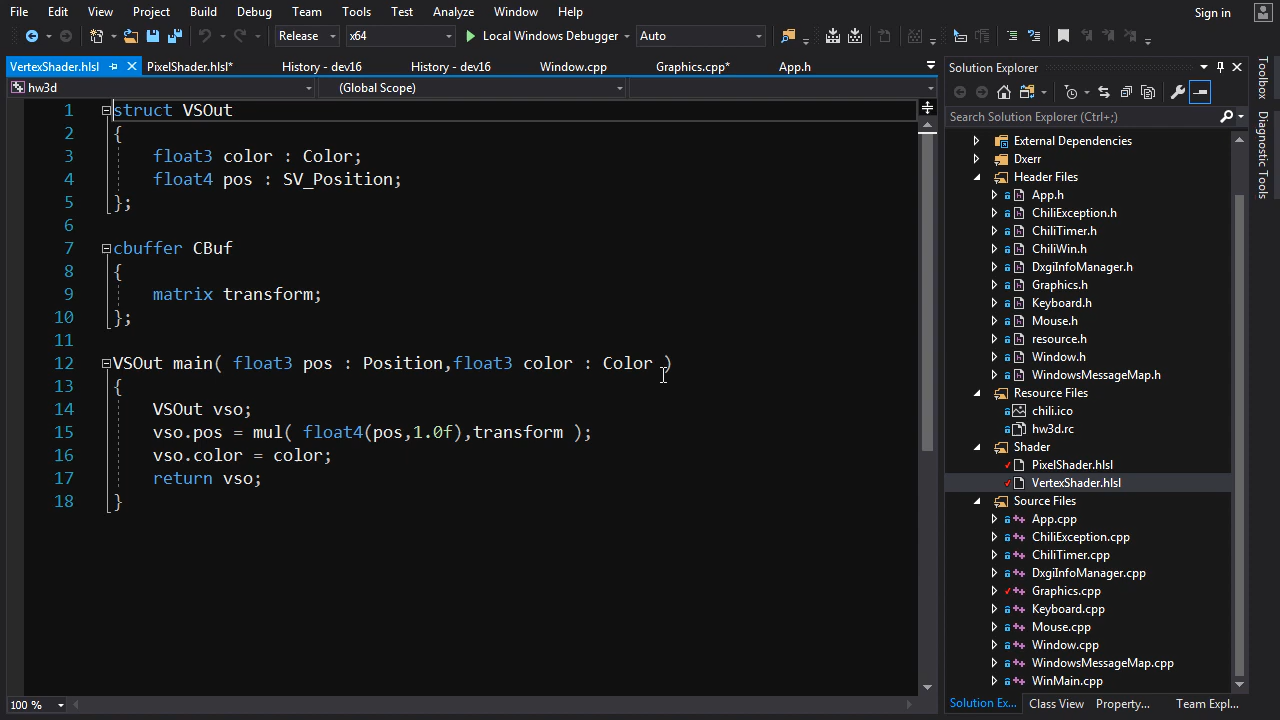 File Edit View Project Build Debug Team Tools Test Analyze Window Help Sign in
Release x64 Local Windows Debugger Auto
VertexShader.hlsl PixelShader.hlsl* History - dev16 History - dev16 Window.cpp Graphics.cpp* App.h
hw3d (Global Scope)
1 struct VSOut
2 {
3 float3 color : Color;
4 float4 pos : SV_Position;
5 };
6
7 cbuffer CBuf
8 {
9 matrix transform;
10 };
11
12 VSOut main( float3 pos : Position,float3 color : Color )
13 {
14 VSOut vso;
15 vso.pos = mul( float4(pos,1.0f),transform );
16 vso.color = color;
17 return vso;
18 }
100 %
Solution Explorer
Search Solution Explorer (Ctrl+;)
External Dependencies
Dxerr
Header Files
App.h
ChiliException.h
ChiliTimer.h
ChiliWin.h
DxgiInfoManager.h
Graphics.h
Keyboard.h
Mouse.h
resource.h
Window.h
WindowsMessageMap.h
Resource Files
chili.ico
hw3d.rc
Shader
PixelShader.hlsl
VertexShader.hlsl
Source Files
App.cpp
ChiliException.cpp
ChiliTimer.cpp
DxgiInfoManager.cpp
Graphics.cpp
Keyboard.cpp
Mouse.cpp
Window.cpp
WindowsMessageMap.cpp
WinMain.cpp
Solution Ex... Class View Property... Team Expl...
Toolbox
Diagnostic Tools